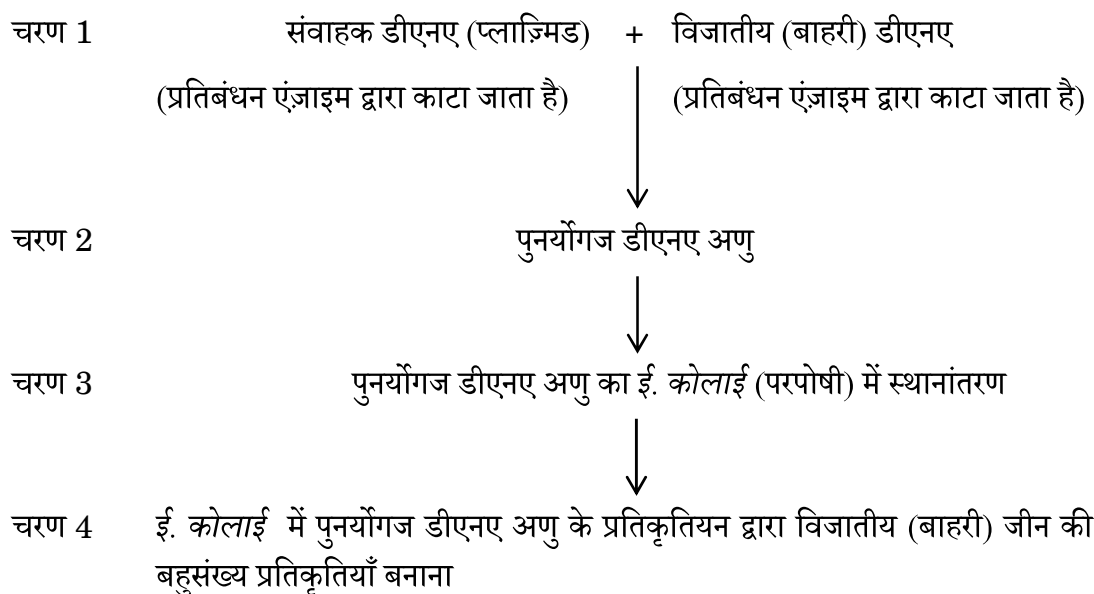 चरण 1 संवाहक डीएनए (प्लाज़्मिड) + विजातीय (बाहरी) डीएनए
(प्रतिबंधन एंज़ाइम द्वारा काटा जाता है) (प्रतिबंधन एंज़ाइम द्वारा काटा जाता है)
चरण 2 पुनर्योगज डीएनए अणु
चरण 3 पुनर्योगज डीएनए अणु का ई. कोलाई (परपोषी) में स्थानांतरण
चरण 4 ई. कोलाई में पुनर्योगज डीएनए अणु के प्रतिकृतियन द्वारा विजातीय (बाहरी) जीन की
बहुसंख्य प्रतिकृतियाँ बनाना